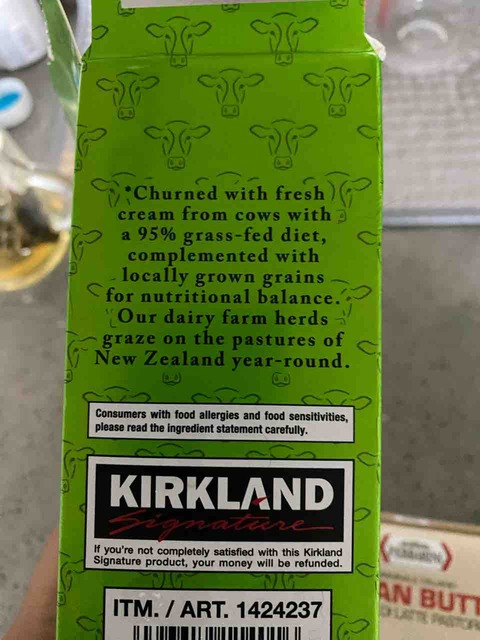 •Churned with fresh
cream from cows with
a 95% grass-fed diet,
complemented with
locally grown grains
for nutritional balance.
Our dairy farm herds
graze on the pastures of
New Zealand year-round.
Consumers with food allergies and food sensitivities,
please read the ingredient statement carefully.
KIRKLAND
Signature
If you're not completely satisfied with this Kirkland
Signature product, your money will be refunded.
ITM. / ART. 1424237
AN BUTT